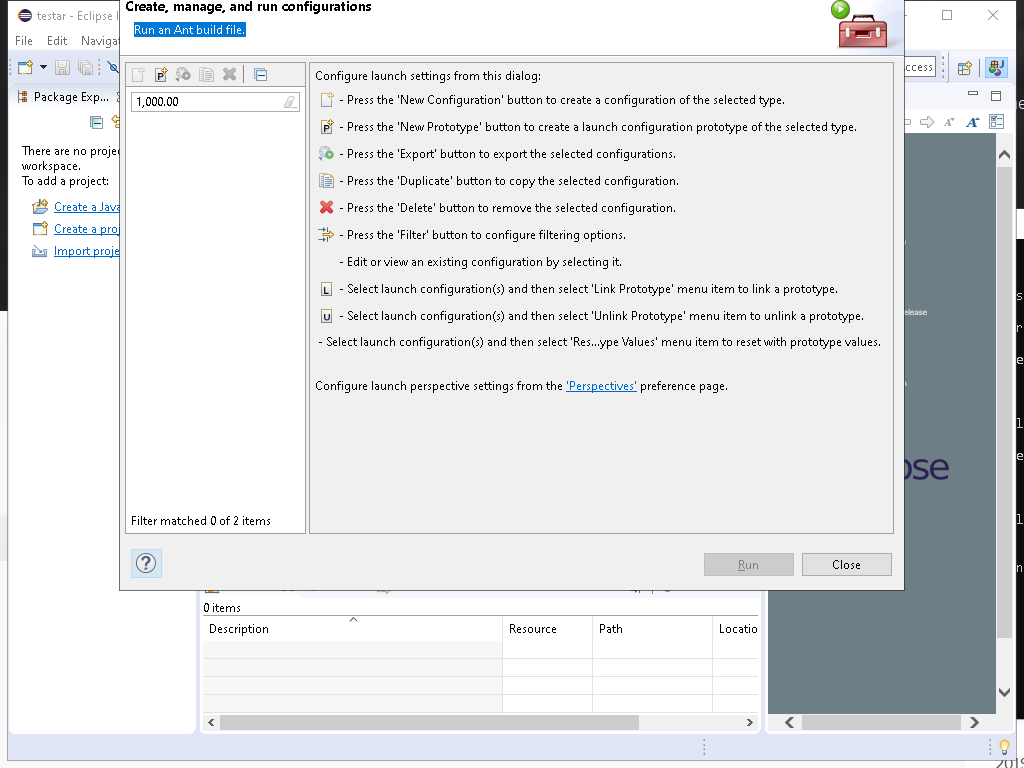 Create, manage, and run configurations
testar - Eclipse
Run an Ant build file.
File Edit Navigat
ccess
Package Exp...
Configure launch settings from this dialog:
1,000.00
- Press the 'New Configuration' button to create a configuration of the selected type.
P - Press the 'New Prototype' button to create a launch configuration prototype of the selected type.
- Press the 'Export' button to export the selected configurations.
- Press the 'Duplicate' button to copy the selected configuration.
- Press the 'Delete' button to remove the selected configuration.
- Press the 'Filter' button to configure filtering options.
- Edit or view an existing configuration by selecting it.
L - Select launch configuration(s) and then select 'Link Prototype' menu item to link a prototype.
U - Select launch configuration(s) and then select 'Unlink Prototype' menu item to unlink a prototype.
- Select launch configuration(s) and then select 'Res...ype Values' menu item to reset with prototype values.
Configure launch perspective settings from the 'Perspectives' preference page.
There are no proje
workspace.
To add a project:
Create a Java
Create a proj
Import proje
elease
ose
Filter matched 0 of 2 items
Run
Close
0 items
Description Resource Path Locatio
2019